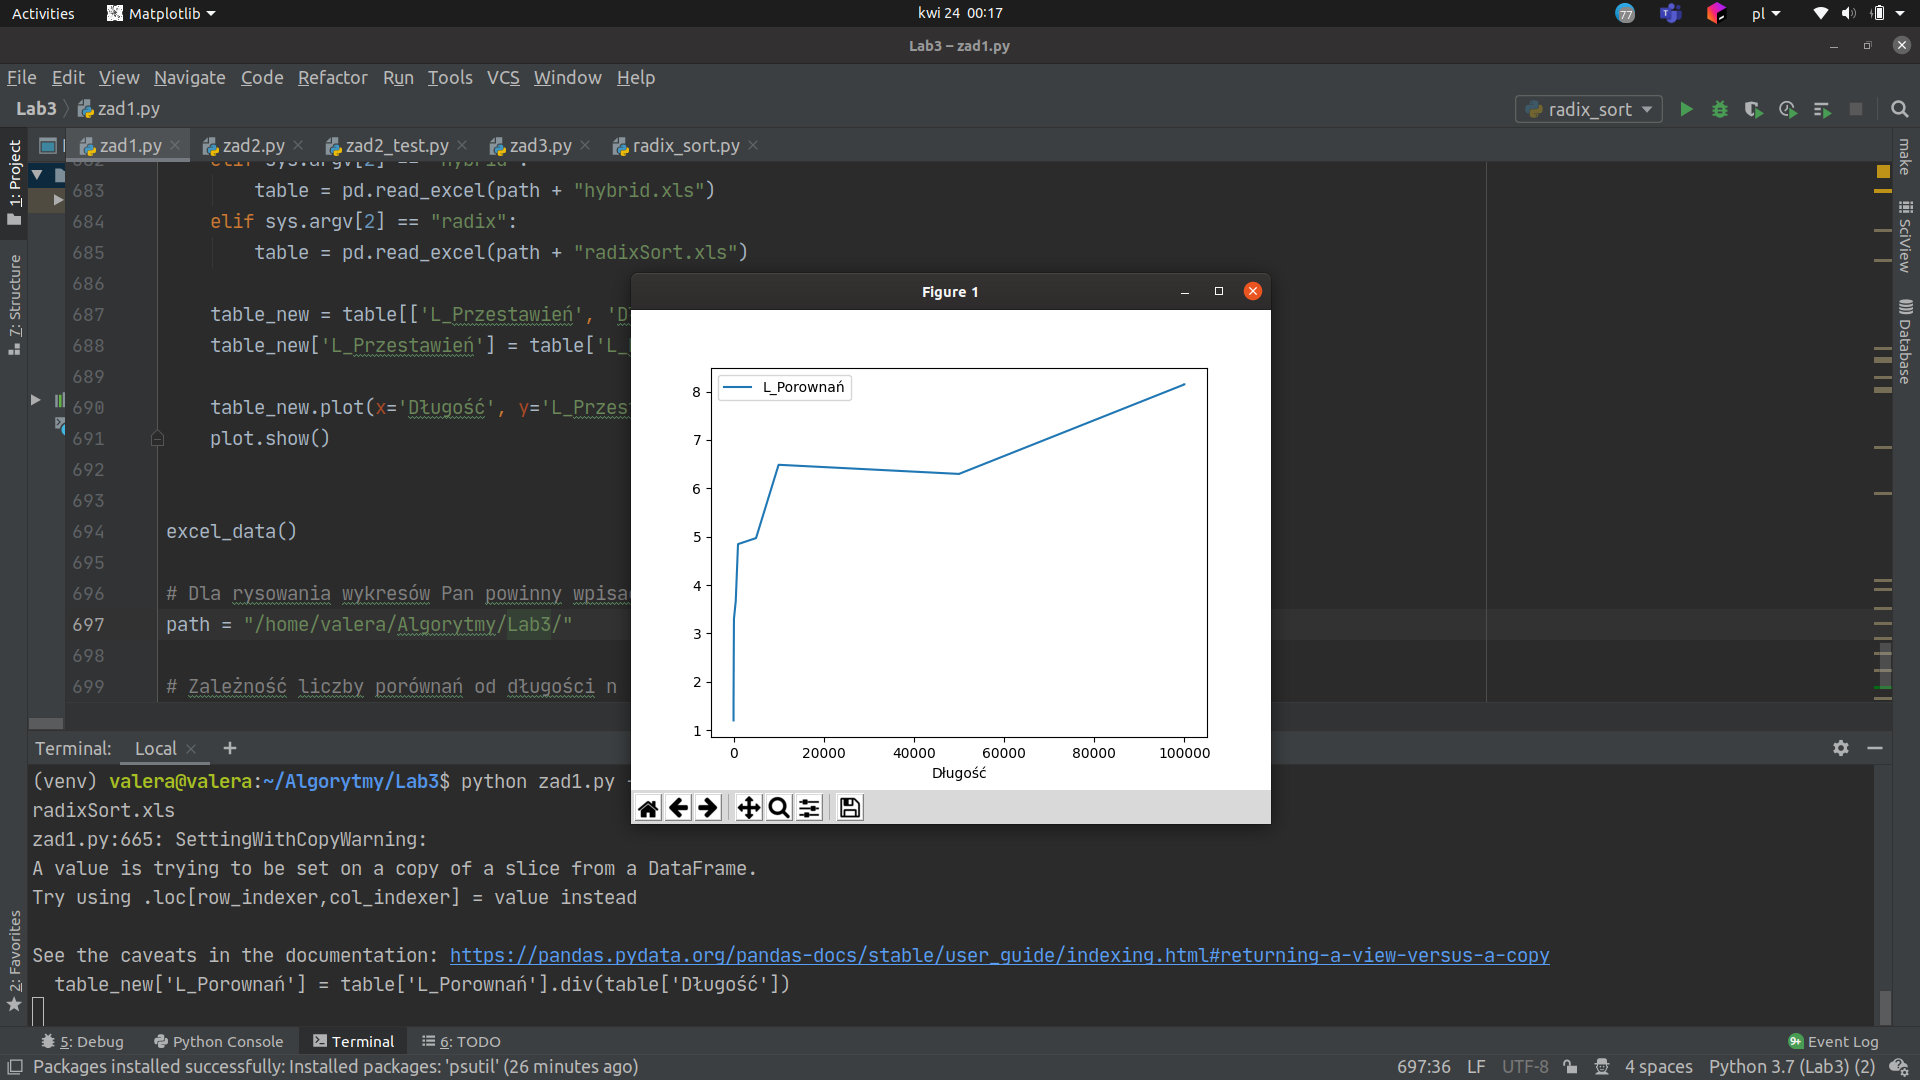 Activities Matplotlib kwi 24 00:17 77 pl
Lab3 – zad1.py
File Edit View Navigate Code Refactor Run Tools VCS Window Help
Lab3 zad1.py radix_sort
zad1.py zad2.py zad2_test.py zad3.py radix_sort.py
683 table = pd.read_excel(path + "hybrid.xls")
684 elif sys.argv[2] == "radix":
685 table = pd.read_excel(path + "radixSort.xls")
686
687 table_new = table[['L_Przestawień',
688 table_new['L_Przestawień'] = table['L_
689
690 table_new.plot(x='Długość', y='L_Przes
691 plot.show()
692
693
694 excel_data()
695
696 # Dla rysowania wykresów Pan powinny wpisa
697 path = "/home/valera/Algorytmy/Lab3/"
698
699 # Zależność liczby porównań od długości n
1: Project
7: Structure
2: Favorites
make
SciView
Database
Figure 1
L_Porownań
8
7
6
5
4
3
2
1
0 20000 40000 60000 80000 100000
Długość
Terminal: Local +
(venv) valera@valera:~/Algorytmy/Lab3$ python zad1.py
radixSort.xls
zad1.py:665: SettingWithCopyWarning:
A value is trying to be set on a copy of a slice from a DataFrame.
Try using .loc[row_indexer,col_indexer] = value instead
See the caveats in the documentation: https://pandas.pydata.org/pandas-docs/stable/user_guide/indexing.html#returning-a-view-versus-a-copy
table_new['L_Porownań'] = table['L_Porownań'].div(table['Długość'])
5: Debug Python Console Terminal 6: TODO 9+ Event Log
Packages installed successfully: Installed packages: 'psutil' (26 minutes ago) 697:36 LF UTF-8 4 spaces Python 3.7 (Lab3) (2)